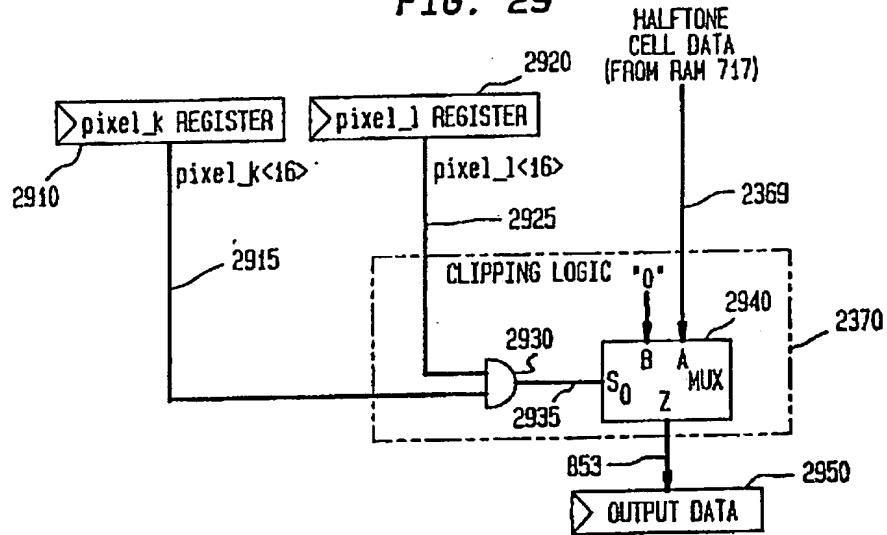 FIG. 29
HALFTONE
CELL DATA
(FROM RAM 717)
2920
pixel_k REGISTER
pixel_l REGISTER
2910
pixel_k<16>
pixel_l<16>
2369
2925
2915
CLIPPING LOGIC
"0"
2940
2370
2930
B
A
MUX
S0
Z
2935
853
2950
OUTPUT DATA